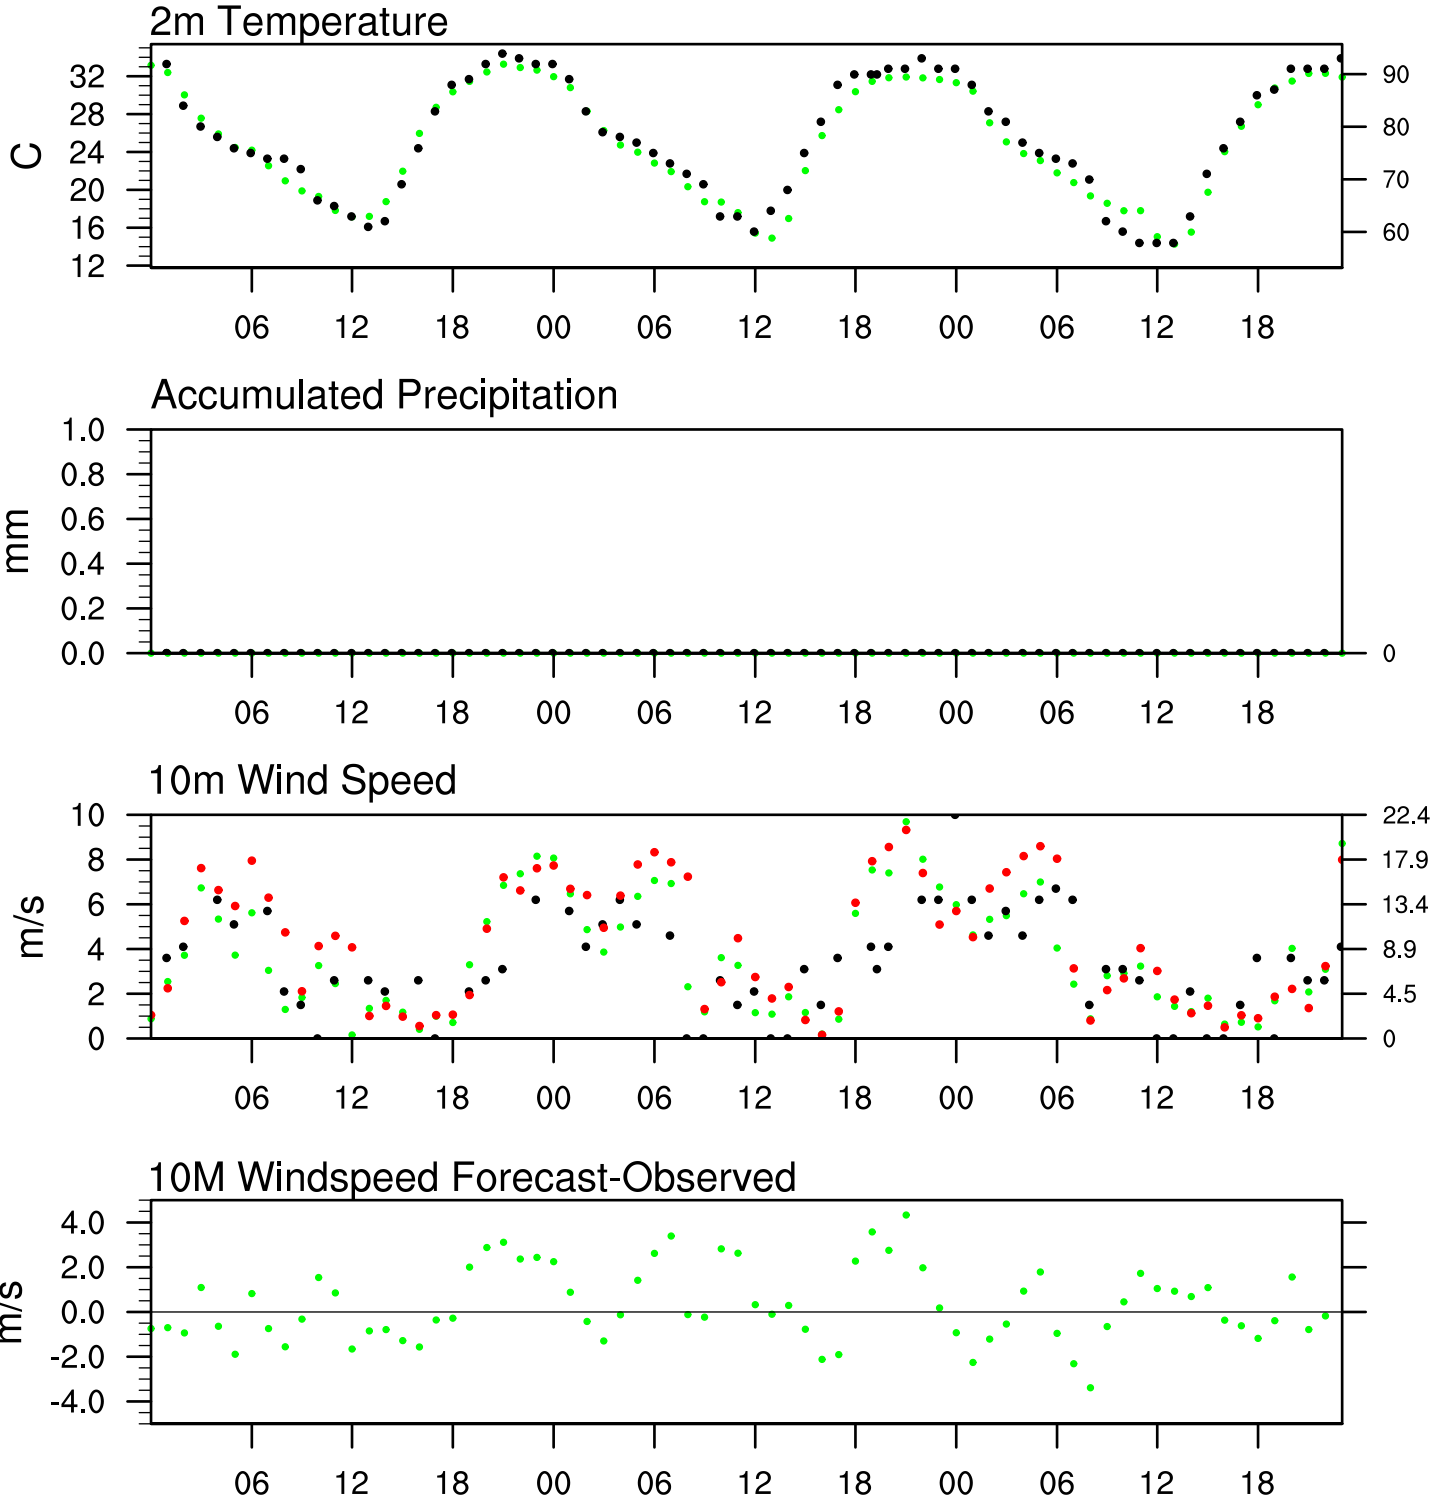 2m Temperature
C
32
28
24
20
16
12
90
80
70
60
06 12 18 00 06 12 18 00 06 12 18
Accumulated Precipitation
mm
1.0
0.8
0.6
0.4
0.2
0.0
0
06 12 18 00 06 12 18 00 06 12 18
10m Wind Speed
m/s
10
8
6
4
2
0
22.4
17.9
13.4
8.9
4.5
0
06 12 18 00 06 12 18 00 06 12 18
10M Windspeed Forecast-Observed
m/s
4.0
2.0
0.0
-2.0
-4.0
06 12 18 00 06 12 18 00 06 12 18